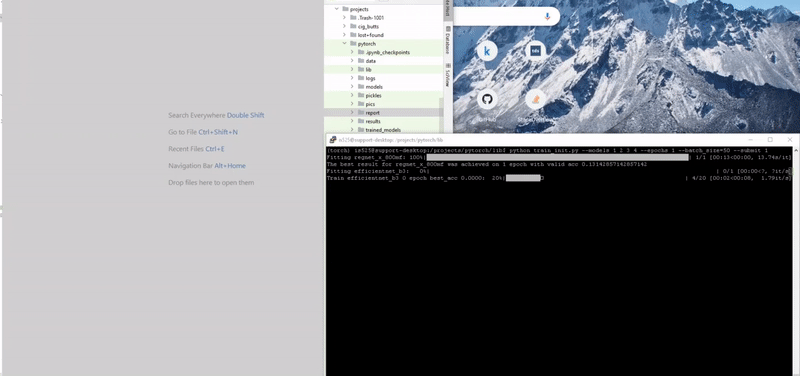 Search Everywhere Double Shift
Go to File Ctrl+Shift+N
Recent Files Ctrl+E
Navigation Bar Alt+Home
Drop files here to open them
projects
.Trash-1001
cig_butts
lost+found
pytorch
.ipynb_checkpoints
data
lib
logs
models
pickles
pics
report
results
trained_models
Database
SciView
GitHub
is525@support-desktop: /projects/pytorch/lib
(torch) is525@support-desktop:/projects/pytorch/lib$ python train_init.py --models 1 2 3 4 --epochs 1 --batch_size=50 --submit 1
Fitting regnet_x_800mf: 100%| | 1/1 [00:13<00:00, 13.74s/it]
The best result for regnet_x_800mf was achieved on 1 epoch with valid acc 0.13142857142857142
Fitting efficientnet_b3: 0%| | 0/1 [00:00<?, ?it/s]
Train efficientnet_b3 0 epoch best_acc 0.0000: 20%| | 4/20 [00:02<00:08, 1.79it/s]